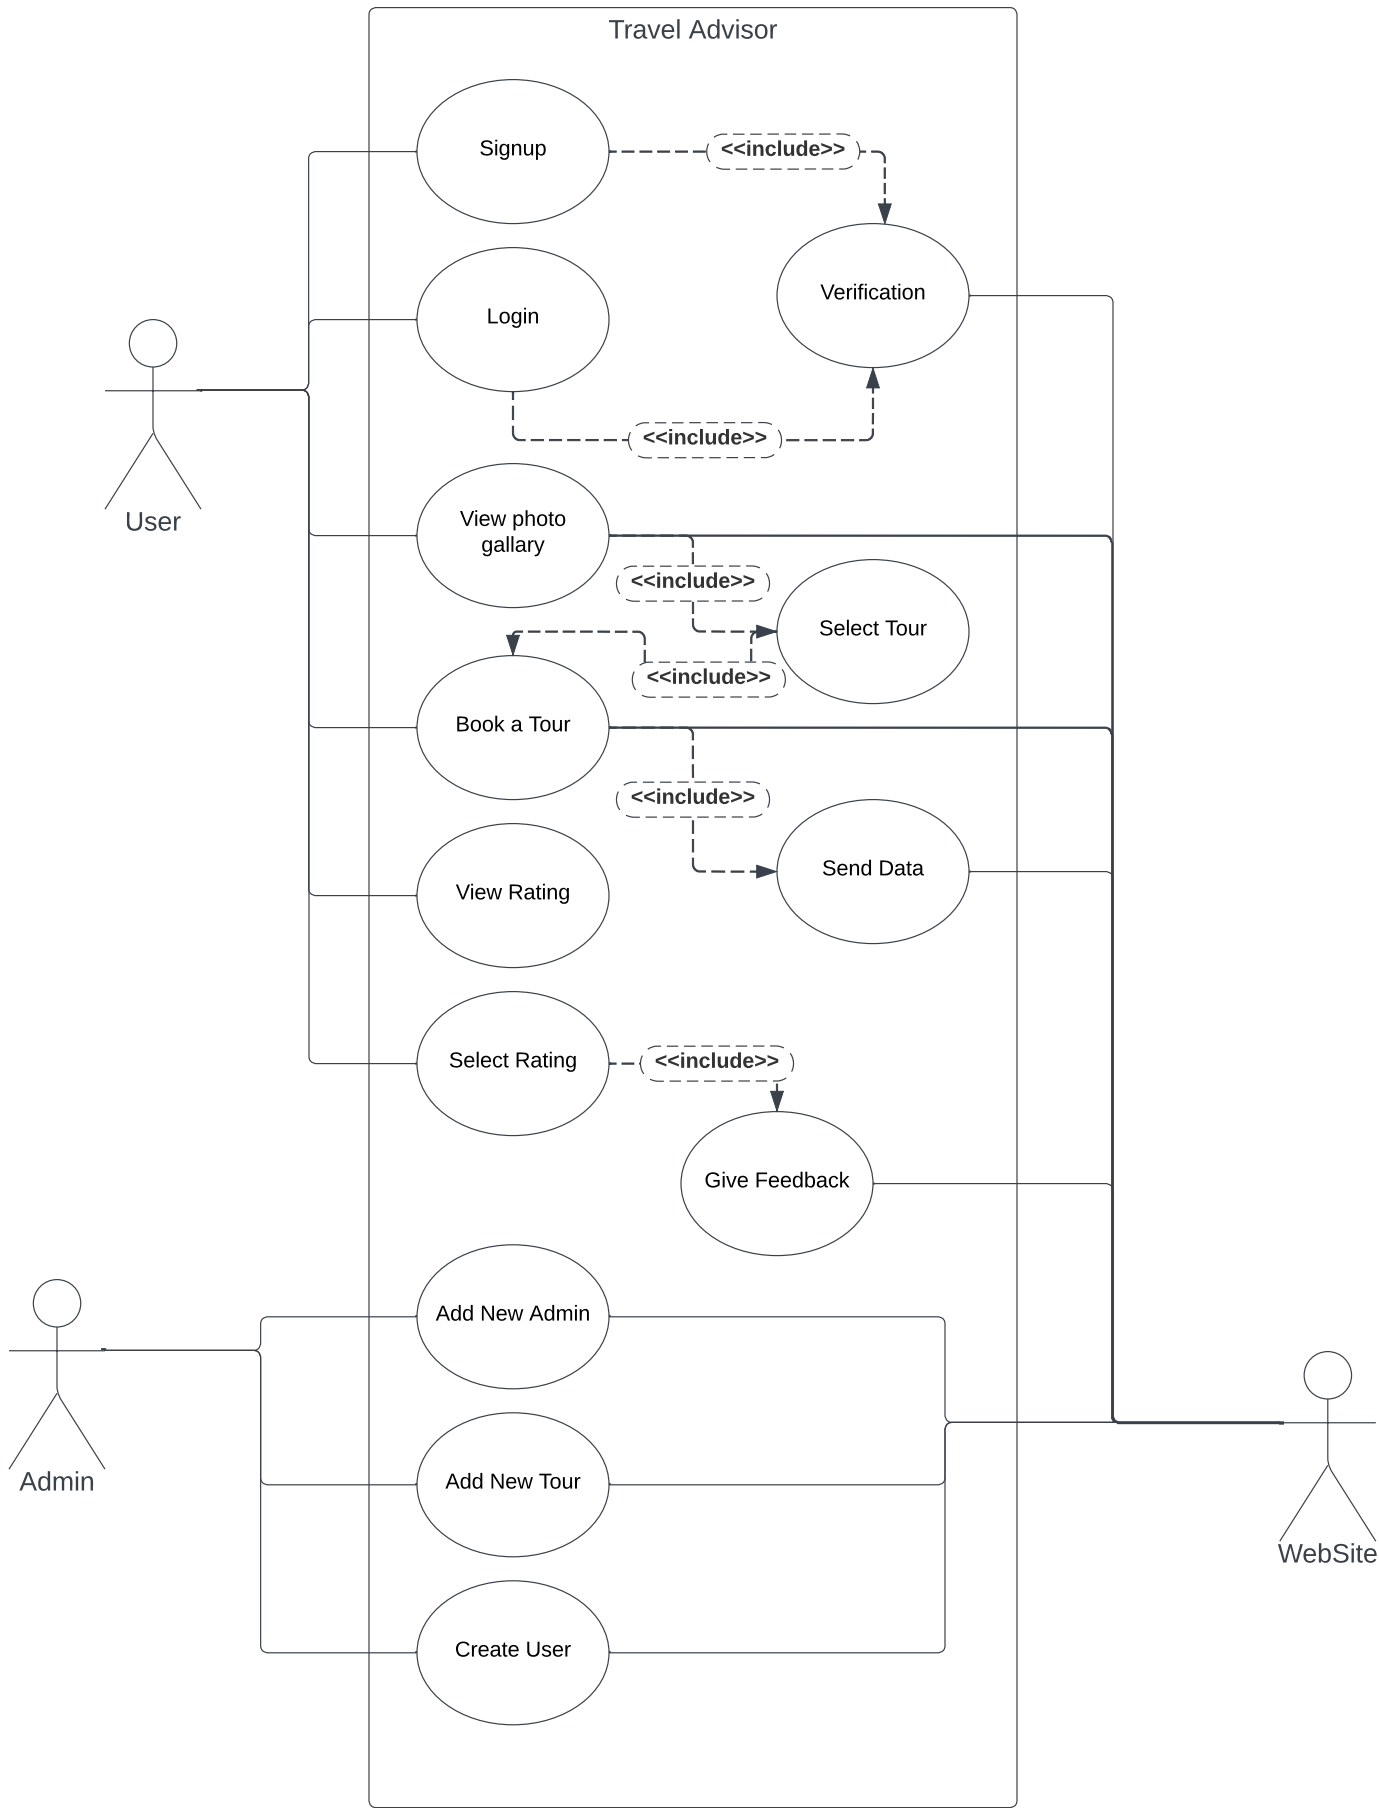 Travel Advisor
Signup
<<include>>
Verification
Login
<<include>>
User
View photo
gallary
<<include>>
Select Tour
<<include>>
Book a Tour
<<include>>
Send Data
View Rating
Select Rating
<<include>>
Give Feedback
Add New Admin
Admin
Add New Tour
WebSite
Create User